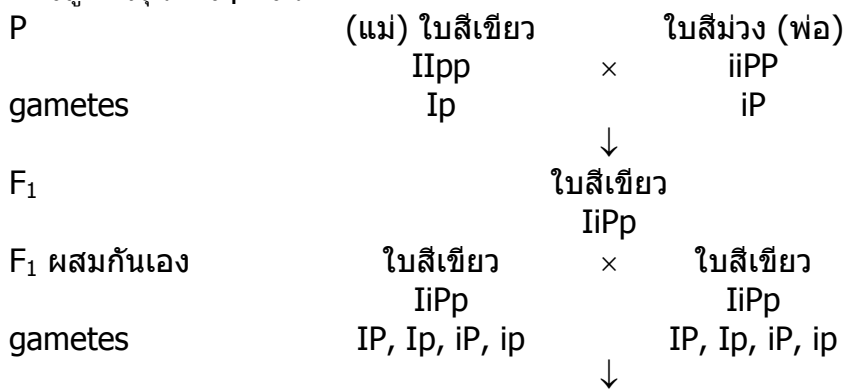 P (แม่) ใบสีเขียว ใบสีม่วง (พ่อ)
IIpp × iiPP
gametes Ip iP
↓
F₁ ใบสีเขียว
IiPp
F₁ ผสมกันเอง ใบสีเขียว × ใบสีเขียว
IiPp IiPp
gametes IP, Ip, iP, ip IP, Ip, iP, ip
↓